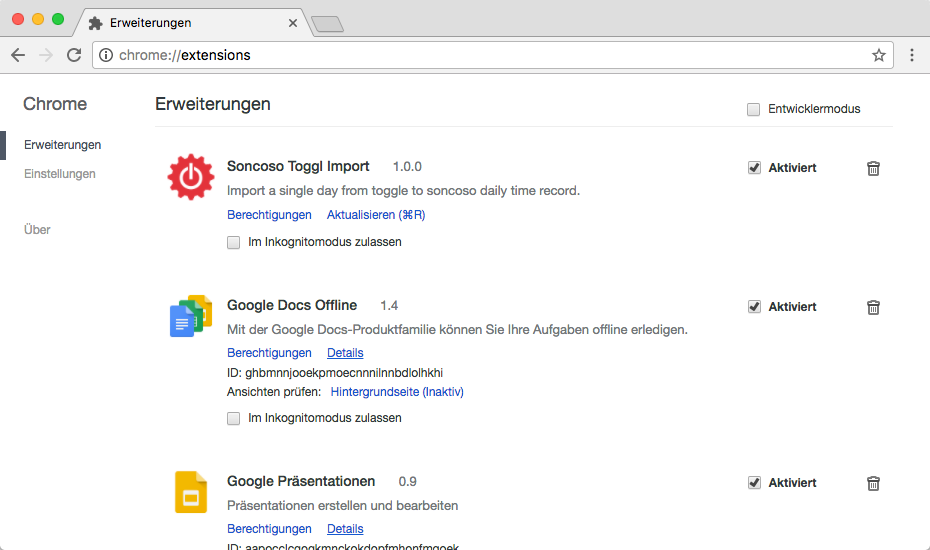 Erweiterungen
chrome://extensions
Chrome
Erweiterungen
Entwicklermodus
Erweiterungen
Einstellungen
Über
Soncoso Toggl Import 1.0.0
Aktiviert
Import a single day from toggle to soncoso daily time record.
Berechtigungen Aktualisieren (⌘R)
Im Inkognitomodus zulassen
Google Docs Offline 1.4
Aktiviert
Mit der Google Docs-Produktfamilie können Sie Ihre Aufgaben offline erledigen.
Berechtigungen Details
ID: ghbmnnjooekpmoecnnnilnnbdlolhkhi
Ansichten prüfen: Hintergrundseite (Inaktiv)
Im Inkognitomodus zulassen
Google Präsentationen 0.9
Aktiviert
Präsentationen erstellen und bearbeiten
Berechtigungen Details
ID: